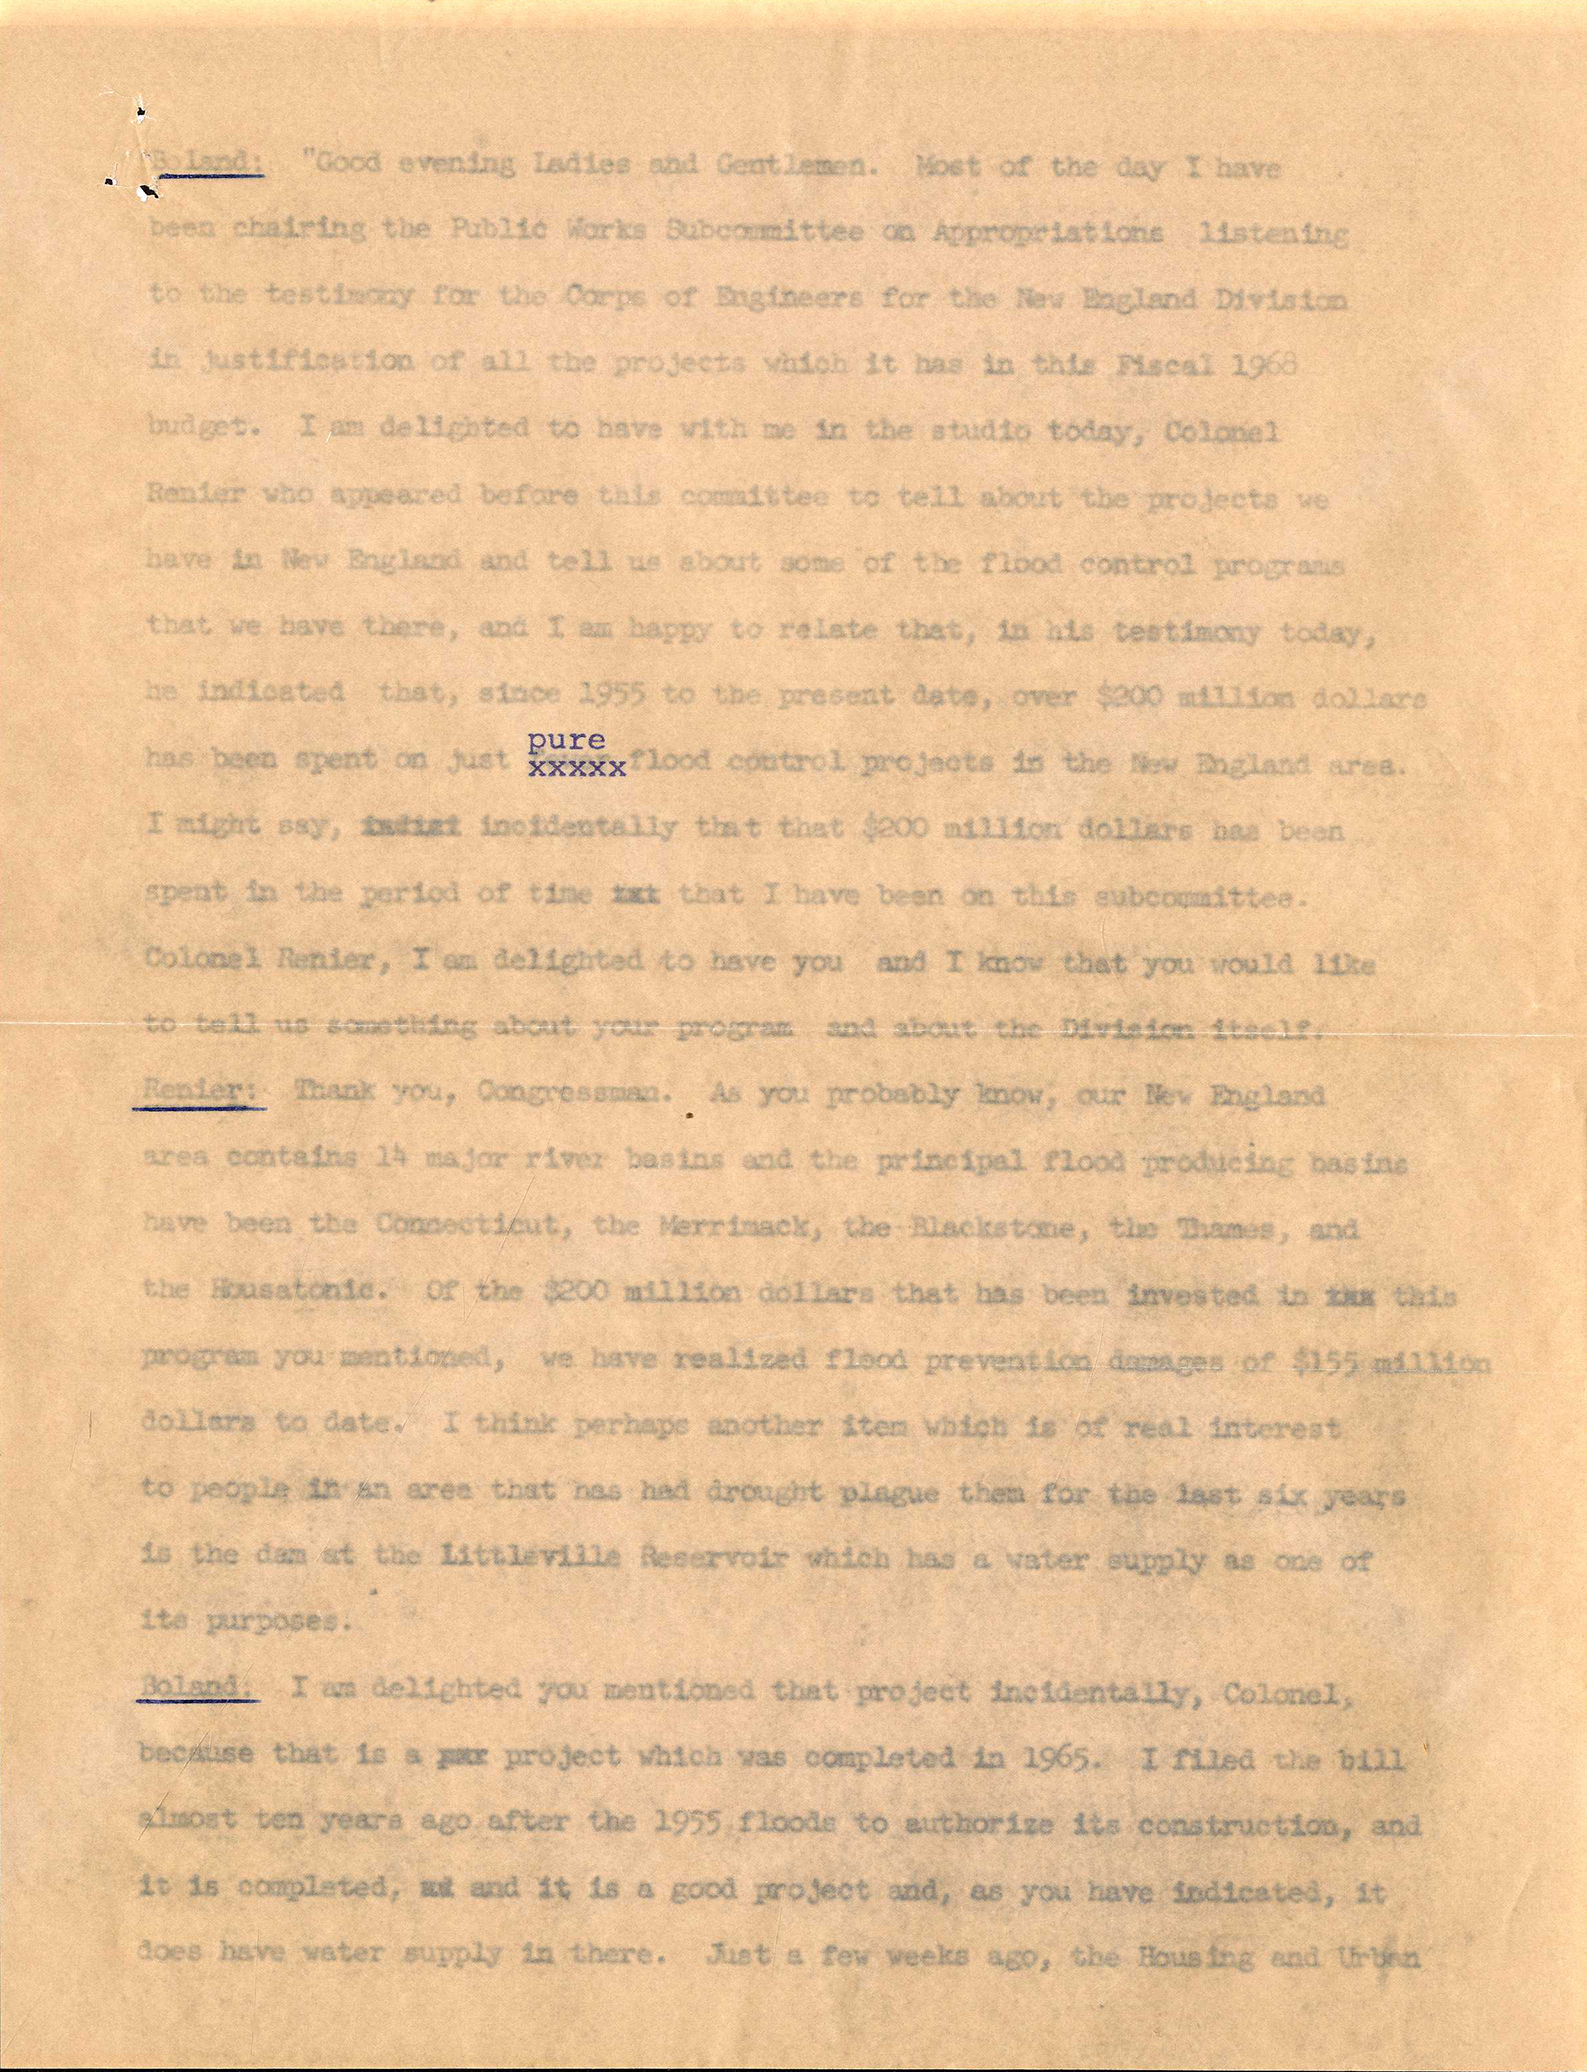 Boland:  "Good evening Ladies and Gentlemen.  Most of the day I have
been chairing the Public Works Subcommittee on Appropriations  listening
to the testimony for the Corps of Engineers for the New England Division
in justification of all the projects which it has in this Fiscal 1968
budget.  I am delighted to have with me in the studio today, Colonel
Renier who appeared before this committee to tell about the projects we
have in New England and tell us about some of the flood control programs
that we have there, and I am happy to relate that, in his testimony today,
he indicated  that, since 1955 to the present date, over $200 million dollars
pure
has been spent on just xxxxx flood control projects in the New England area.
I might say, incidentally that that $200 million dollars has been
spent in the period of time that I have been on this subcommittee.
Colonel Renier, I am delighted to have you  and I know that you would like
to tell us something about your program  and about the Division itself.
Renier:  Thank you, Congressman.  As you probably know, our New England
area contains 14 major river basins and the principal flood producing basins
have been the Connecticut, the Merrimack, the Blackstone, the Thames, and
the Housatonic.  Of the $200 million dollars that has been invested in this
program you mentioned,  we have realized flood prevention damages of $155 million
dollars to date.  I think perhaps another item which is of real interest
to people in an area that has had drought plague them for the last six years
is the dam at the Littleville Reservoir which has a water supply as one of
its purposes.
Boland:  I am delighted you mentioned that project incidentally, Colonel,
because that is a project which was completed in 1965.  I filed the bill
almost ten years ago after the 1955 floods to authorize its construction, and
it is completed, and it is a good project and, as you have indicated, it
does have water supply in there.  Just a few weeks ago, the Housing and Urban